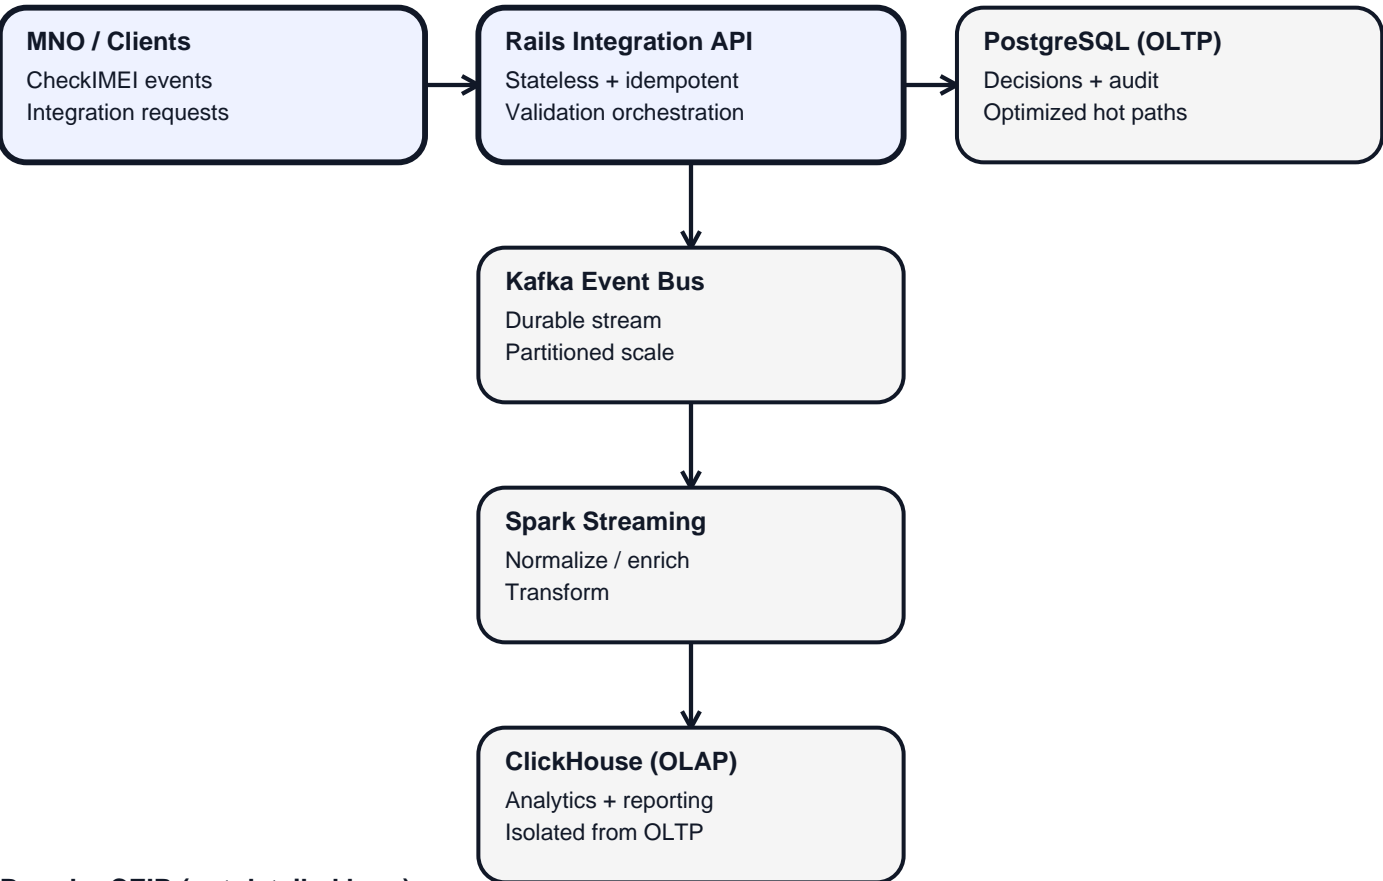 MNO / Clients
CheckIMEI events
Integration requests
Rails Integration API
Stateless + idempotent
Validation orchestration
PostgreSQL (OLTP)
Decisions + audit
Optimized hot paths
Kafka Event Bus
Durable stream
Partitioned scale
Spark Streaming
Normalize / enrich
Transform
ClickHouse (OLAP)
Analytics + reporting
Isolated from OLTP